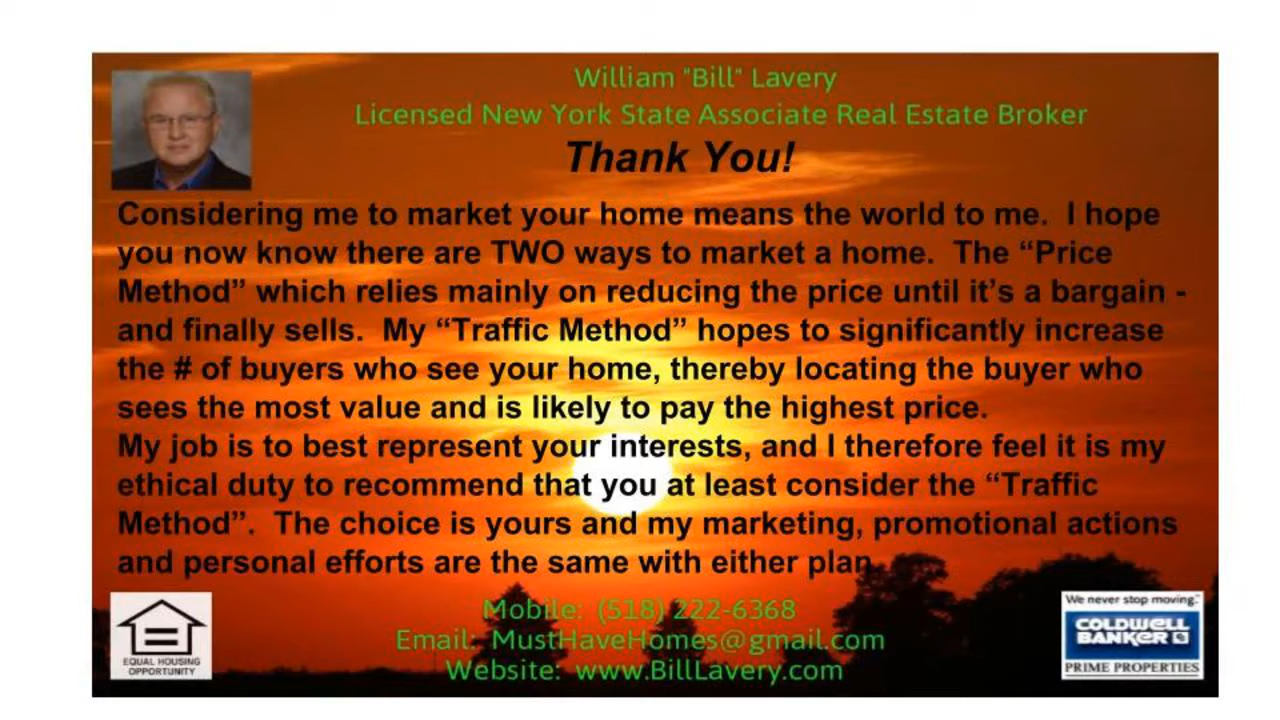 William "Bill" Lavery
Licensed New York State Associate Real Estate Broker
Thank You!
Considering me to market your home means the world to me.  I hope
you now know there are TWO ways to market a home.  The “Price
Method” which relies mainly on reducing the price until it’s a bargain -
and finally sells.  My “Traffic Method” hopes to significantly increase
the # of buyers who see your home, thereby locating the buyer who
sees the most value and is likely to pay the highest price.
My job is to best represent your interests, and I therefore feel it is my
ethical duty to recommend that you at least consider the “Traffic
Method”.  The choice is yours and my marketing, promotional actions
and personal efforts are the same with either plan.
Mobile:  (518) 222-6368
Email:  MustHaveHomes@gmail.com
Website:  www.BillLavery.com
EQUAL HOUSING
OPPORTUNITY
We never stop moving.
COLDWELL
BANKER
PRIME PROPERTIES